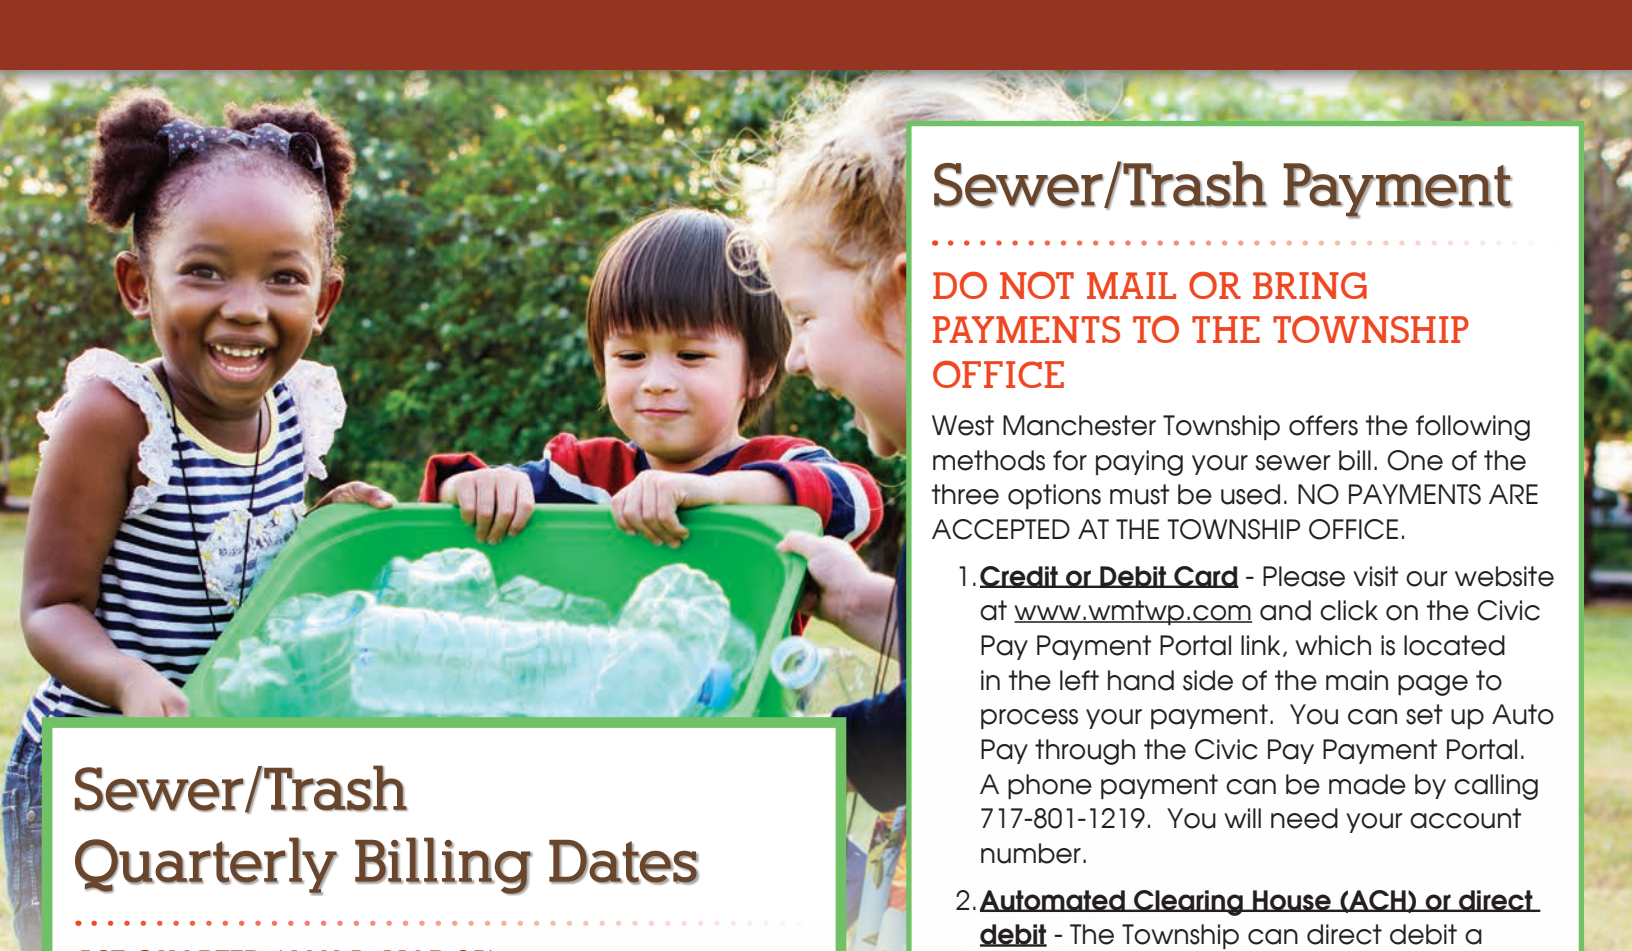 Sewer/Trash Payment
DO NOT MAIL OR BRING
PAYMENTS TO THE TOWNSHIP
OFFICE
West Manchester Township offers the following
methods for paying your sewer bill. One of the
three options must be used. NO PAYMENTS ARE
ACCEPTED AT THE TOWNSHIP OFFICE.
1. Credit or Debit Card - Please visit our website
at www.wmtwp.com and click on the Civic
Pay Payment Portal link, which is located
in the left hand side of the main page to
process your payment. You can set up Auto
Pay through the Civic Pay Payment Portal.
A phone payment can be made by calling
717-801-1219. You will need your account
number.
2. Automated Clearing House (ACH) or direct
debit - The Township can direct debit a
Sewer/Trash
Quarterly Billing Dates